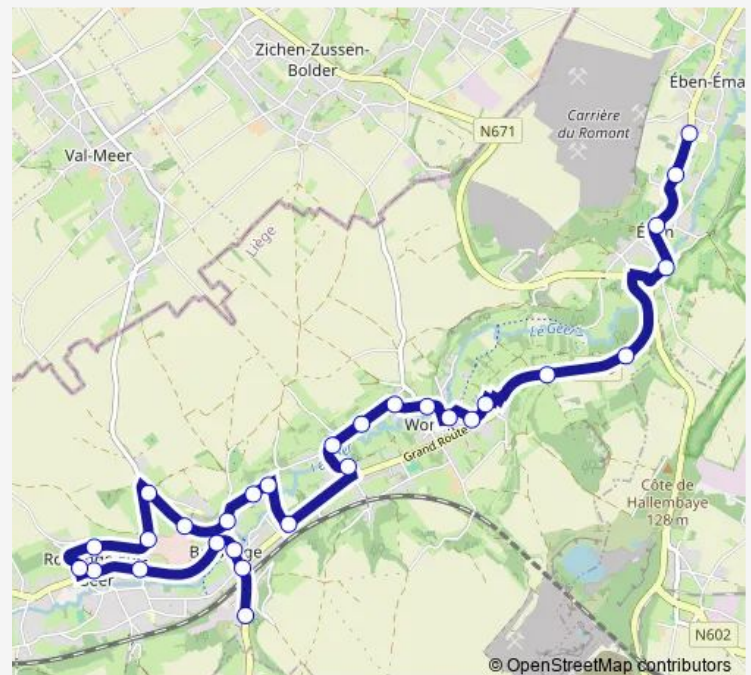 Zichen-Zussen-
Bolder
Ében-Éma
N671
Carrière
du Romont
Val-Meer
Liège
Le Geer
Grand Route
Côte de
Hallembaye
128 m
N602
© OpenStreetMap contributors